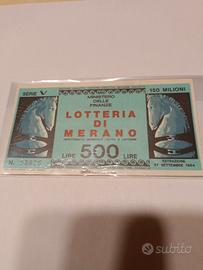 SERIE V
MINISTERO
DELLE
FINANZE
150 MILIONI
LOTTERIA
DI
MERANO
LIRE 500 LIRE
N.
ESTRAZIONE
27 SETTEMBRE 1964
subito